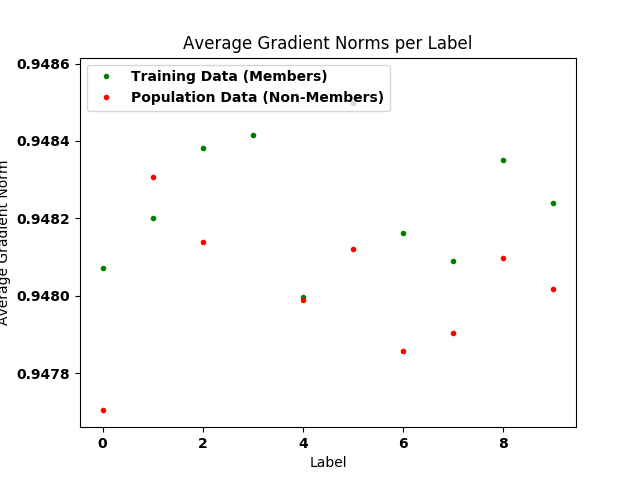 Average Gradient Norms per Label
Training Data (Members)
Population Data (Non-Members)
Average Gradient Norm
0.9486
0.9484
0.9482
0.9480
0.9478
0 2 4 6 8
Label